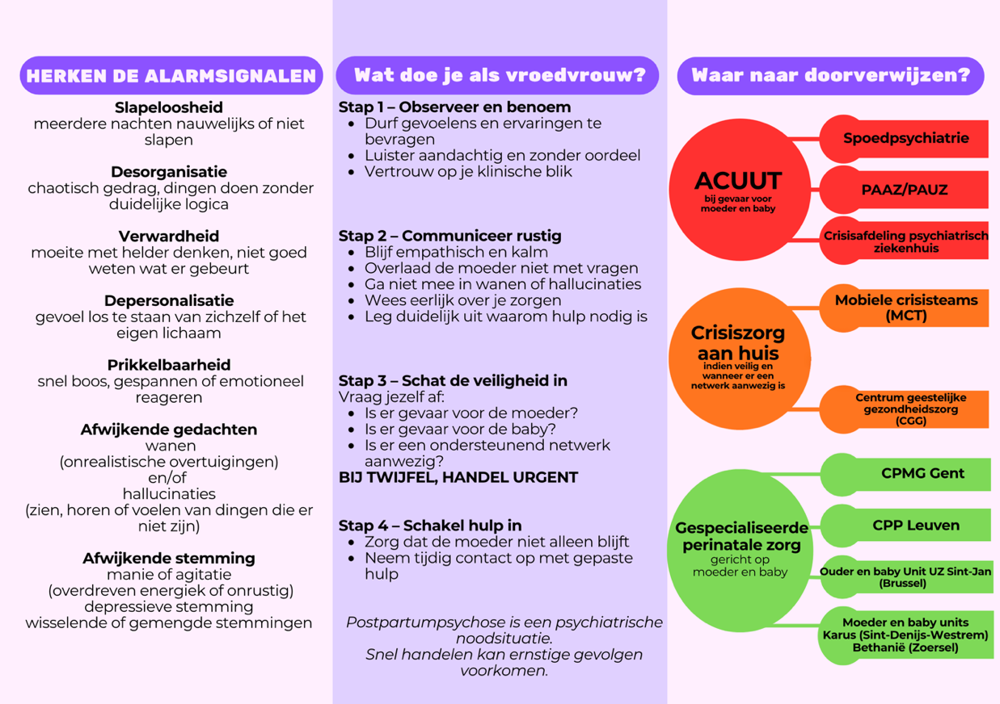 HERKEN DE ALARMSIGNALEN
Slapeloosheid
meerdere nachten nauwelijks of niet
slapen
Desorganisatie
chaotisch gedrag, dingen doen zonder
duidelijke logica
Verwardheid
moeite met helder denken, niet goed
weten wat er gebeurt
Depersonalisatie
gevoel los te staan van zichzelf of het
eigen lichaam
Prikkelbaarheid
snel boos, gespannen of emotioneel
reageren
Afwijkende gedachten
wanen
(onrealistische overtuigingen)
en/of
hallucinaties
(zien, horen of voelen van dingen die er
niet zijn)
Afwijkende stemming
manie of agitatie
(overdreven energiek of onrustig)
depressieve stemming
wisselende of gemengde stemmingen
Wat doe je als vroedvrouw?
Stap 1 – Observeer en benoem
• Durf gevoelens en ervaringen te
bevragen
• Luister aandachtig en zonder oordeel
• Vertrouw op je klinische blik
Stap 2 – Communiceer rustig
• Blijf empathisch en kalm
• Overlaad de moeder niet met vragen
• Ga niet mee in wanen of hallucinaties
• Wees eerlijk over je zorgen
• Leg duidelijk uit waarom hulp nodig is
Stap 3 – Schat de veiligheid in
Vraag jezelf af:
• Is er gevaar voor de moeder?
• Is er gevaar voor de baby?
• Is er een ondersteunend netwerk
aanwezig?
BIJ TWIJFEL, HANDEL URGENT
Stap 4 – Schakel hulp in
• Zorg dat de moeder niet alleen blijft
• Neem tijdig contact op met gepaste
hulp
Postpartumpsychose is een psychiatrische
noodsituatie.
Snel handelen kan ernstige gevolgen
voorkomen.
Waar naar doorverwijzen?
ACUUT
bij gevaar voor
moeder en baby
Spoedpsychiatrie
PAAZ/PAUZ
Crisisafdeling psychiatrisch
ziekenhuis
Crisiszorg
aan huis
indien veilig en
wanneer er een
netwerk aanwezig is
Mobiele crisisteams
(MCT)
Centrum geestelijke
gezondheidszorg
(CGG)
Gespecialiseerde
perinatale zorg
gericht op
moeder en baby
CPMG Gent
CPP Leuven
Ouder en baby Unit UZ Sint-Jan
(Brussel)
Moeder en baby units
Karus (Sint-Denijs-Westrem)
Bethanië (Zoersel)